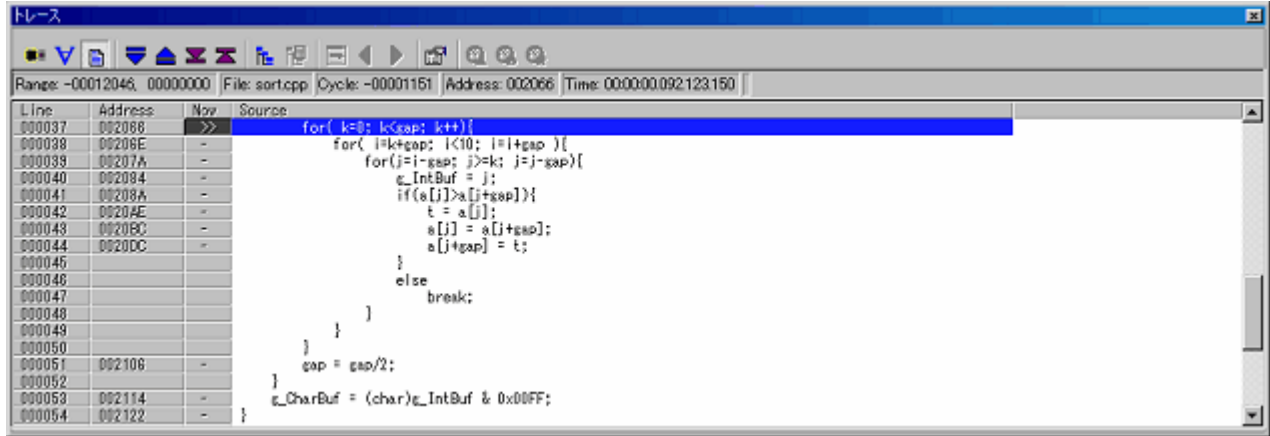 トレース
Range: -00012046, 00000000 File: sort.cpp Cycle: -00001151 Address: 002066 Time: 00:00:00.092.123.150
Line Address Now Source
000037 002066 >> for( k=0; k<gap; k++){
000038 00206E - for( i=k+gap; i<10; i=i+gap ){
000039 00207A - for(j=i-gap; j>=k; j=j-gap){
000040 002084 - g_IntBuf = j;
000041 00208A - if(a[j]>a[j+gap]){
000042 0020AE - t = a[j];
000043 0020BC - a[j] = a[j+gap];
000044 0020DC - a[j+gap] = t;
000045 }
000046 else
000047 break;
000048 }
000049 }
000050 }
000051 002106 - gap = gap/2;
000052 }
000053 002114 - g_CharBuf = (char)g_IntBuf & 0x00FF;
000054 002122 - }